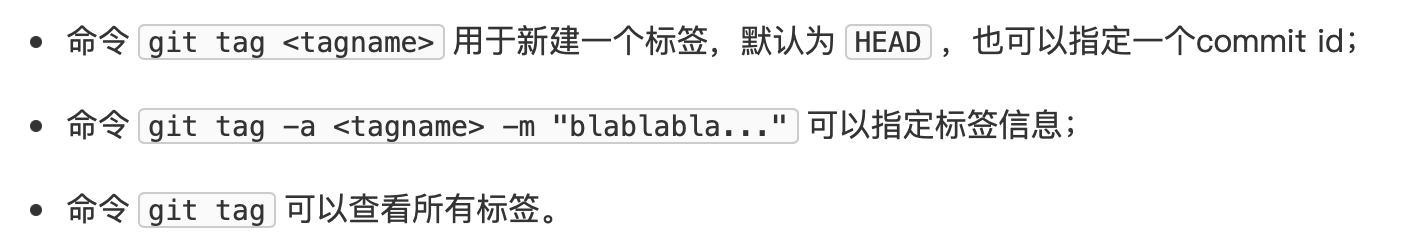 • 命令 git tag <tagname> 用于新建一个标签，默认为 HEAD ，也可以指定一个commit id；
• 命令 git tag -a <tagname> -m "blablabla..." 可以指定标签信息；
• 命令 git tag 可以查看所有标签。